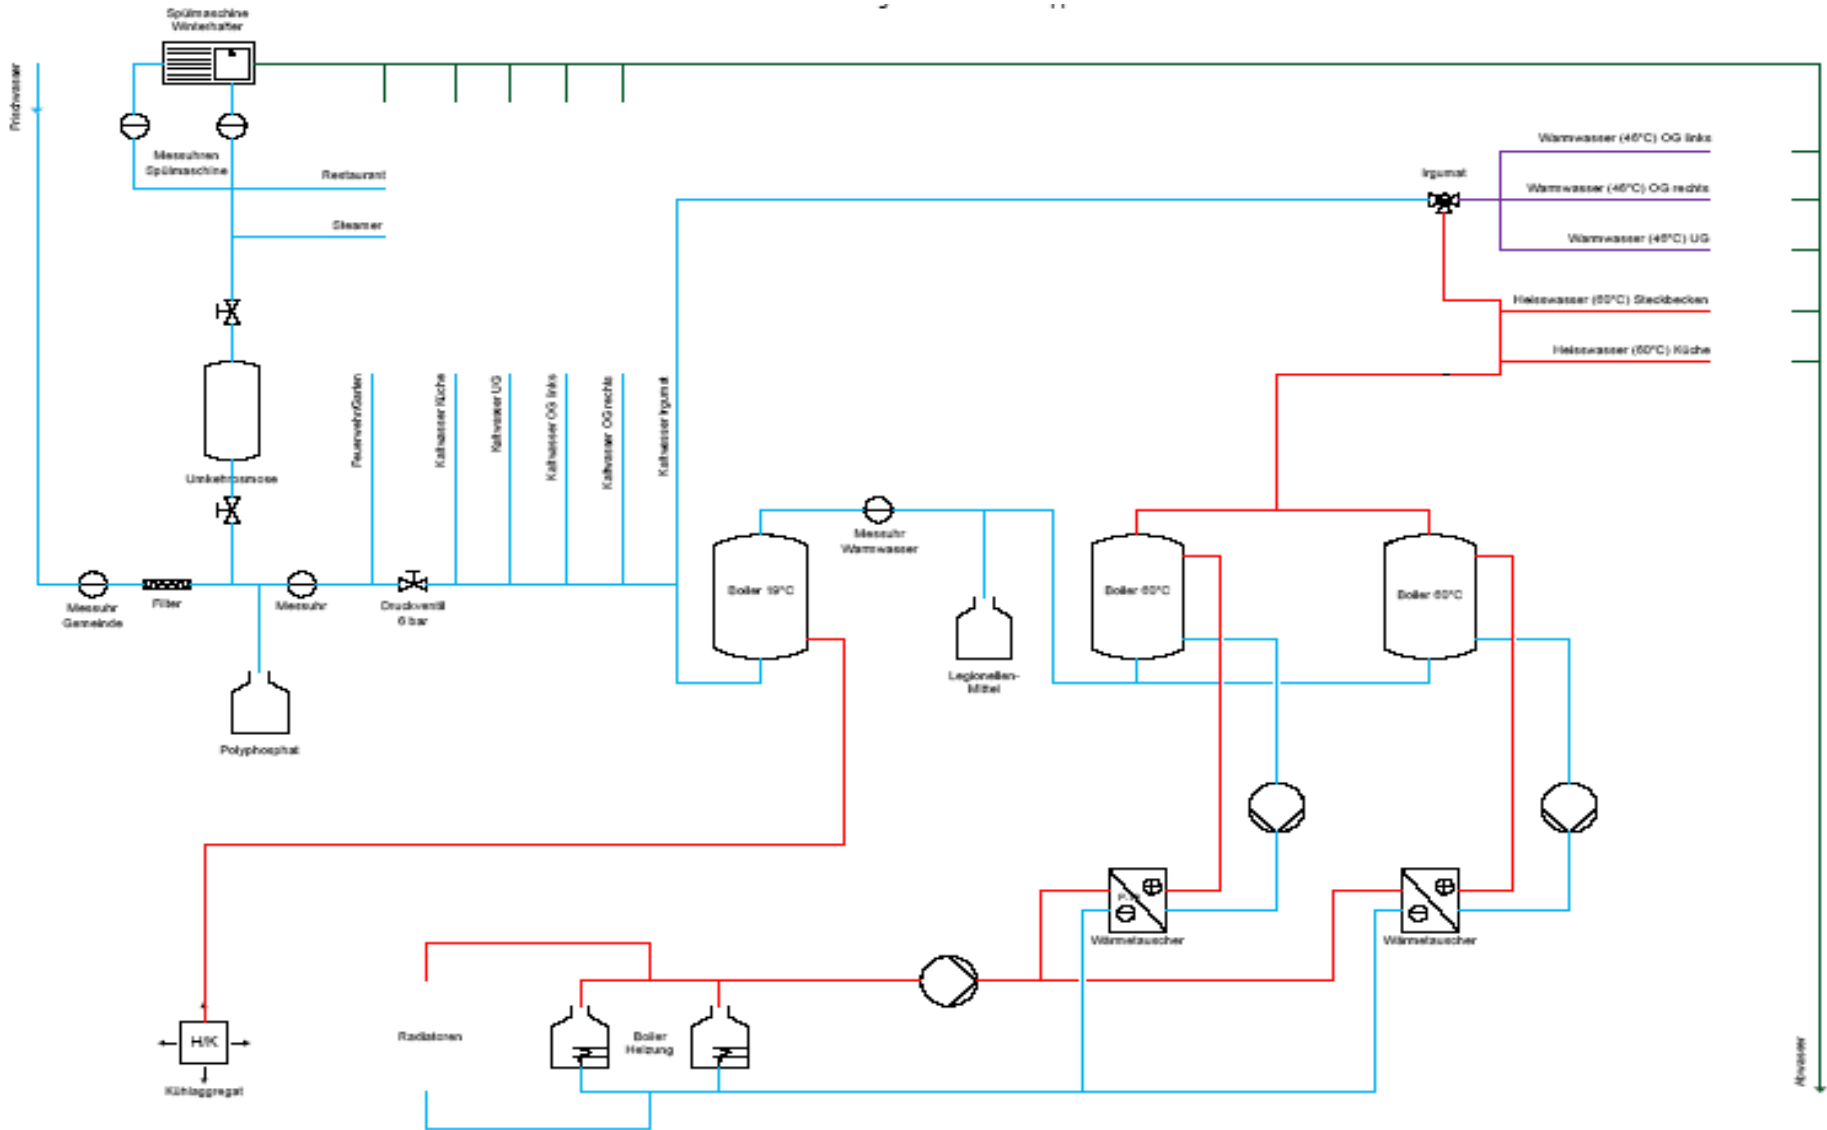 Spülmaschine
Winterhalter
Frischwasser
Messuhren
Spülmaschine
Restaurant
Steamer
Irgumat
Warmwasser (46°C) OG links
Warmwasser (46°C) OG rechts
Warmwasser (46°C) UG
Heisswasser (60°C) Steckbecken
Heisswasser (60°C) Küche
Umkehrosmose
Feuerwehr/Garten
Kaltwasser Küche
Kaltwasser UG
Kaltwasser OG links
Kaltwasser OG rechts
Kaltwasser Irgumat
Messuhr
Warmwasser
Boiler 19°C
Boiler 60°C
Boiler 60°C
Messuhr
Gemeinde
Filter
Messuhr
Druckventil
6 bar
Legionellen-
Mittel
Polyphosphat
Wärmetauscher
Wärmetauscher
Radiatoren
Boiler
Heizung
H/K
Kühlaggregat
Abwasser